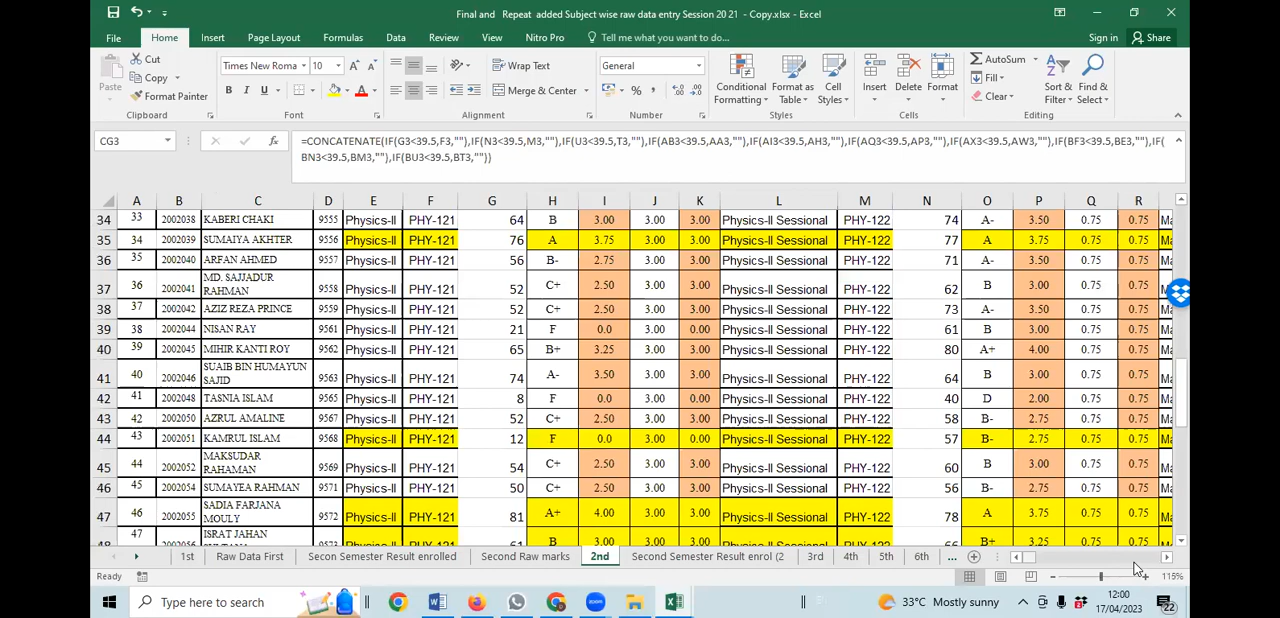 Final and Repeat added Subject wise raw data entry Session 20 21 - Copy.xlsx - Excel
File Home Insert Page Layout Formulas Data Review View Nitro Pro Tell me what you want to do... Sign in Share
Cut Times New Roma 10 Wrap Text General AutoSum
Copy Fill
Paste Format Painter B I U Merge & Center Conditional Formatting Format as Table Cell Styles Insert Delete Format Clear Sort & Filter Find & Select
Clipboard Font Alignment Number Styles Cells Editing
CG3 =CONCATENATE(IF(G3<39.5,F3,""),IF(N3<39.5,M3,""),IF(U3<39.5,T3,""),IF(AB3<39.5,AA3,""),IF(AI3<39.5,AH3,""),IF(AQ3<39.5,AP3,""),IF(AX3<39.5,AW3,""),IF(BF3<39.5,BE3,""),IF(
BN3<39.5,BM3,""),IF(BU3<39.5,BT3,""))
A B C D E F G H I J K L M N O P Q R
34 33 2002038 KABERI CHAKI 9555 Physics-II PHY-121 64 B 3.00 3.00 3.00 Physics-II Sessional PHY-122 74 A- 3.50 0.75 0.75
35 34 2002039 SUMAIYA AKHTER 9556 Physics-II PHY-121 76 A 3.75 3.00 3.00 Physics-II Sessional PHY-122 77 A 3.75 0.75 0.75 Ma
36 35 2002040 ARFAN AHMED 9557 Physics-II PHY-121 56 B- 2.75 3.00 3.00 Physics-II Sessional PHY-122 71 A- 3.50 0.75 0.75 Ma
37 36 2002041 MD. SAJJADUR RAHMAN 9558 Physics-II PHY-121 52 C+ 2.50 3.00 3.00 Physics-II Sessional PHY-122 62 B 3.00 0.75 0.75 Ma
38 37 2002042 AZIZ REZA PRINCE 9559 Physics-II PHY-121 52 C+ 2.50 3.00 3.00 Physics-II Sessional PHY-122 73 A- 3.50 0.75 0.75 Ma
39 38 2002044 NISAN RAY 9561 Physics-II PHY-121 21 F 0.0 3.00 0.00 Physics-II Sessional PHY-122 61 B 3.00 0.75 0.75 Ma
40 39 2002045 MIHIR KANTI ROY 9562 Physics-II PHY-121 65 B+ 3.25 3.00 3.00 Physics-II Sessional PHY-122 80 A+ 4.00 0.75 0.75 Ma
41 40 2002046 SUAIB BIN HUMAYUN SAJID 9563 Physics-II PHY-121 74 A- 3.50 3.00 3.00 Physics-II Sessional PHY-122 64 B 3.00 0.75 0.75 Ma
42 41 2002048 TASNIA ISLAM 9565 Physics-II PHY-121 8 F 0.0 3.00 0.00 Physics-II Sessional PHY-122 40 D 2.00 0.75 0.75 Ma
43 42 2002050 AZRUL AMALINE 9567 Physics-II PHY-121 52 C+ 2.50 3.00 3.00 Physics-II Sessional PHY-122 58 B- 2.75 0.75 0.75 Ma
44 43 2002051 KAMRUL ISLAM 9568 Physics-II PHY-121 12 F 0.0 3.00 0.00 Physics-II Sessional PHY-122 57 B- 2.75 0.75 0.75 Ma
45 44 2002052 MAKSUDAR RAHAMAN 9569 Physics-II PHY-121 54 C+ 2.50 3.00 3.00 Physics-II Sessional PHY-122 60 B 3.00 0.75 0.75 Ma
46 45 2002054 SUMAYEA RAHMAN 9571 Physics-II PHY-121 50 C+ 2.50 3.00 3.00 Physics-II Sessional PHY-122 56 B- 2.75 0.75 0.75 Ma
47 46 2002055 SADIA FARJANA MOULY 9572 Physics-II PHY-121 81 A+ 4.00 3.00 3.00 Physics-II Sessional PHY-122 78 A 3.75 0.75 0.75 Ma
47 ISRAT JAHAN B 3.00 3.00 3.00 B+ 3.25 0.75 0.75
1st Raw Data First Secon Semester Result enrolled Second Raw marks 2nd Second Semester Result enrol (2 3rd 4th 5th 6th ...
Ready 115%
Type here to search 33°C Mostly sunny 12:00
17/04/2023 22